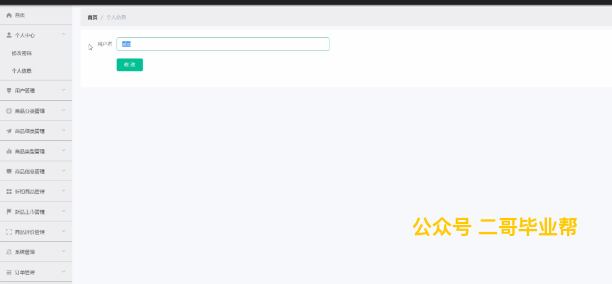 首页
个人中心
修改密码
个人信息
用户管理
商品分类管理
商品品类管理
商品类型管理
商品信息管理
折扣商品管理
新品上市管理
商品评价管理
系统管理
订单管理
首页 / 个人信息
用户名 abo
修 改
公众号 二哥毕业帮